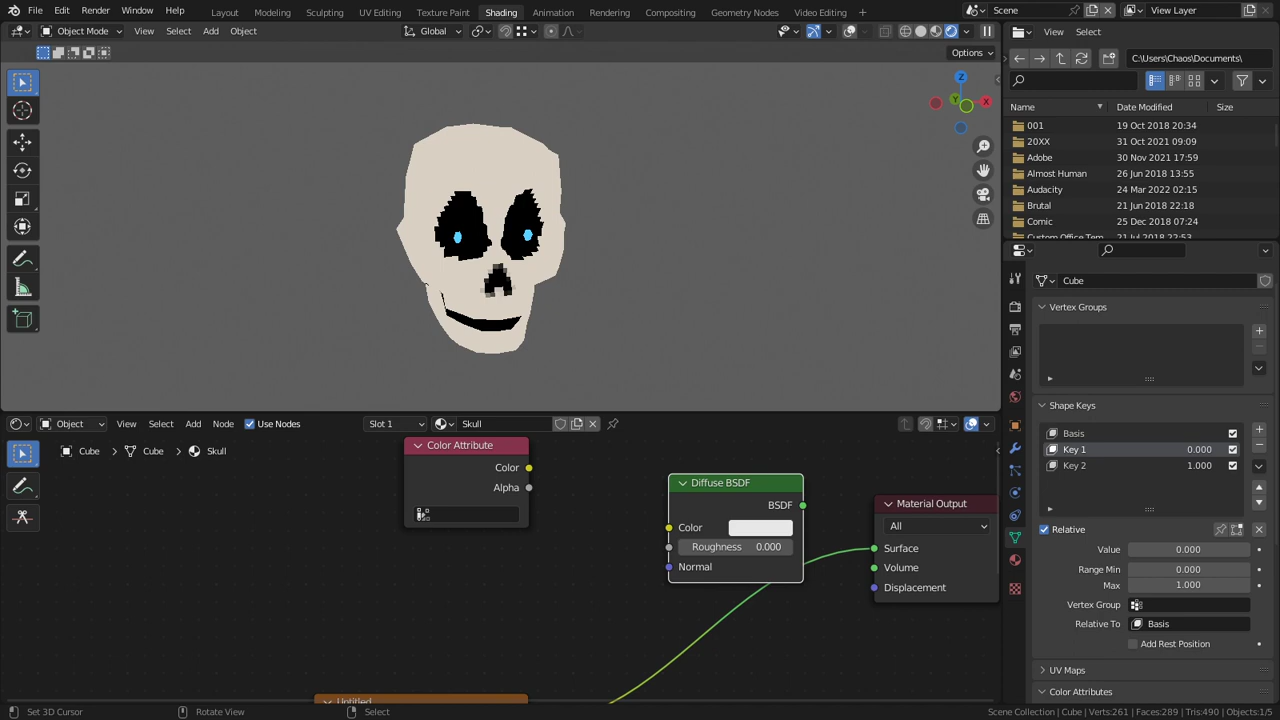 File Edit Render Window Help Layout Modeling Sculpting UV Editing Texture Paint Shading Animation Rendering Compositing Geometry Nodes Video Editing + Scene View Layer
Object Mode View Select Add Object Global View Select
Options
C:\Users\Chaos\Documents\
Name Date Modified Size
001 19 Oct 2018 20:34
20XX 31 Oct 2021 09:09
Adobe 30 Nov 2021 17:59
Almost Human 26 Jun 2018 13:55
Audacity 24 Mar 2022 02:15
Brutal 21 Jun 2018 22:18
Comic 25 Dec 2018 07:24
Custom Office Tem
Z
Y
X
Cube
Vertex Groups
Shape Keys
Basis
Key 1 0.000
Key 2 1.000
Relative
Value 0.000
Range Min 0.000
Max 1.000
Vertex Group
Relative To Basis
Add Rest Position
UV Maps
Color Attributes
Object View Select Add Node Use Nodes Slot 1 Skull
Cube Cube Skull
Color Attribute
Color
Alpha
Diffuse BSDF
BSDF
Color
Roughness 0.000
Normal
Material Output
All
Surface
Volume
Displacement
Untitled
Set 3D Cursor Rotate View Select Scene Collection | Cube | Verts:261 | Faces:289 | Tris:490 | Objects:1/5